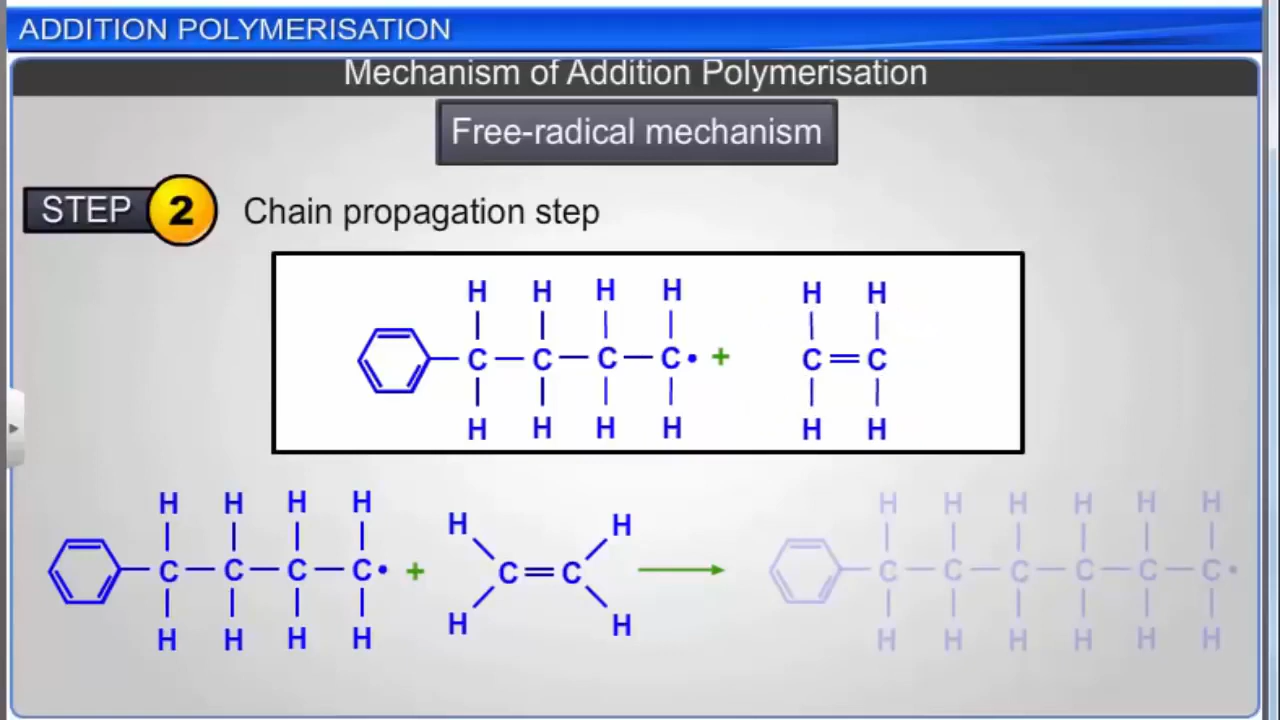 ADDITION POLYMERISATION
Mechanism of Addition Polymerisation
Free-radical mechanism
STEP 2 Chain propagation step
H H H H H H
C C C C• + C C
H H H H H H
H H H H H H H H H H H H
C C C C• + C C C C C C C C•
H H H H H H H H H H H H